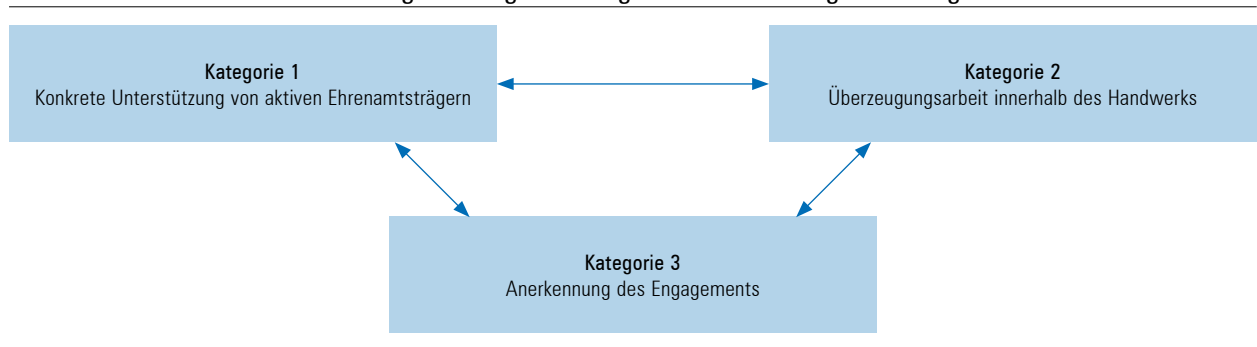 Kategorie 1
Konkrete Unterstützung von aktiven Ehrenamtsträgern
Kategorie 2
Überzeugungsarbeit innerhalb des Handwerks
Kategorie 3
Anerkennung des Engagements